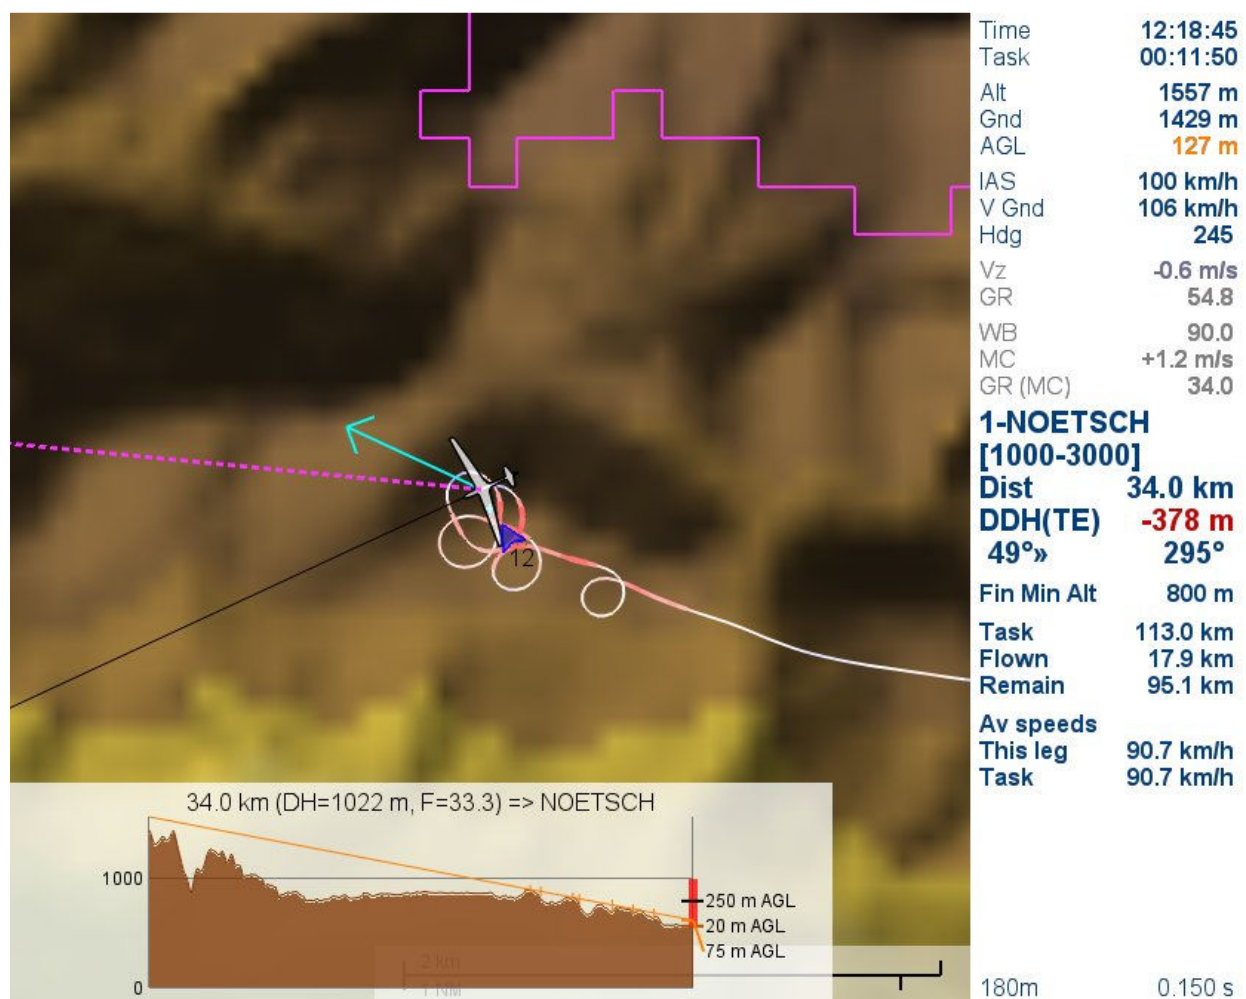 Time 12:18:45
Task 00:11:50
Alt 1557 m
Gnd 1429 m
AGL 127 m
IAS 100 km/h
V Gnd 106 km/h
Hdg 245
Vz -0.6 m/s
GR 54.8
WB 90.0
MC +1.2 m/s
GR (MC) 34.0
1-NOETSCH
[1000-3000]
Dist 34.0 km
DDH(TE) -378 m
49°» 295°
Fin Min Alt 800 m
Task 113.0 km
Flown 17.9 km
Remain 95.1 km
Av speeds
This leg 90.7 km/h
Task 90.7 km/h
180m 0.150 s
12
34.0 km (DH=1022 m, F=33.3) => NOETSCH
1000
250 m AGL
20 m AGL
75 m AGL
2 km
0
1 NM